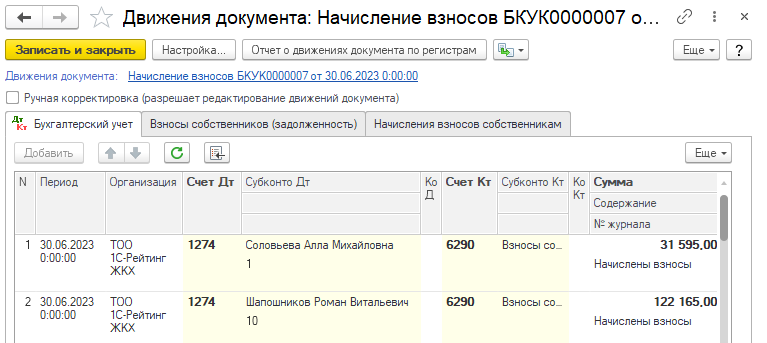 Движения документа: Начисление взносов БКУК0000007 о...
Записать и закрыть Настройка... Отчет о движениях документа по регистрам Еще ?
Движения документа: Начисление взносов БКУК0000007 от 30.06.2023 0:00:00
Ручная корректировка (разрешает редактирование движений документа)
Дт Кт Бухгалтерский учет Взносы собственников (задолженность) Начисления взносов собственникам
Добавить Еще
N Период Организация Счет Дт Субконто Дт Ко Счет Кт Субконто Кт Ко Сумма
Д Кт Содержание
№ журнала
1 30.06.2023 ТОО 1274 Соловьева Алла Михайловна 6290 Взносы со... 31 595,00
0:00:00 1С-Рейтинг 1 Начислены взносы
ЖКХ
2 30.06.2023 ТОО 1274 Шапошников Роман Витальевич 6290 Взносы со... 122 165,00
0:00:00 1С-Рейтинг 10 Начислены взносы
ЖКХ